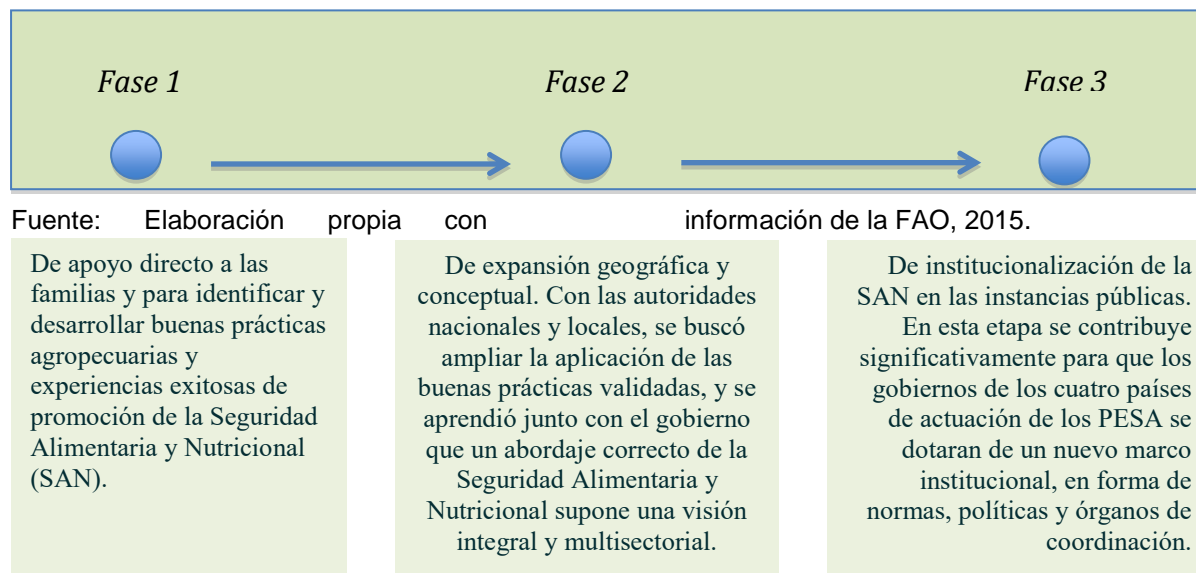 Fase 1
Fase 2
Fase 3
Fuente: Elaboración propia con información de la FAO, 2015.
De apoyo directo a las
familias y para identificar y
desarrollar buenas prácticas
agropecuarias y
experiencias exitosas de
promoción de la Seguridad
Alimentaria y Nutricional
(SAN).
De expansión geográfica y
conceptual. Con las autoridades
nacionales y locales, se buscó
ampliar la aplicación de las
buenas prácticas validadas, y se
aprendió junto con el gobierno
que un abordaje correcto de la
Seguridad Alimentaria y
Nutricional supone una visión
integral y multisectorial.
De institucionalización de la
SAN en las instancias públicas.
En esta etapa se contribuye
significativamente para que los
gobiernos de los cuatro países
de actuación de los PESA se
dotaran de un nuevo marco
institucional, en forma de
normas, políticas y órganos de
coordinación.